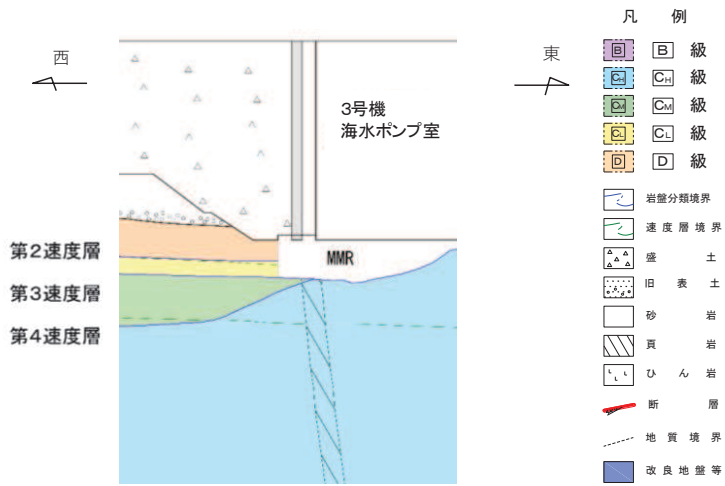 西
東
3号機
海水ポンプ室
第2速度層
MMR
第3速度層
第4速度層
凡 例
B B 級
CH CH 級
CM CM 級
CL CL 級
D D 級
岩盤分類境界
速度層境界
盛 土
旧 表 土
砂 岩
頁 岩
ひ ん 岩
断 層
地 質 境 界
改 良 地 盤 等